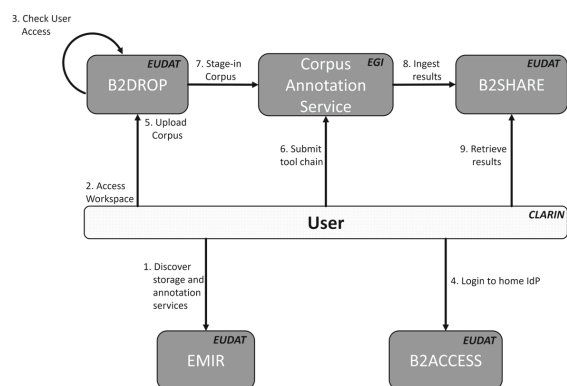 3. Check User
Access
EUDAT
B2DROP
7. Stage-in
Corpus
Corpus EGI
Annotation
Service
8. Ingest
results
EUDAT
B2SHARE
5. Upload
Corpus
6. Submit
tool chain
9. Retrieve
results
2. Access
Workspace
User
CLARIN
1. Discover
storage and
annotation
services
4. Login to home IdP
EUDAT
EMIR
EUDAT
B2ACCESS